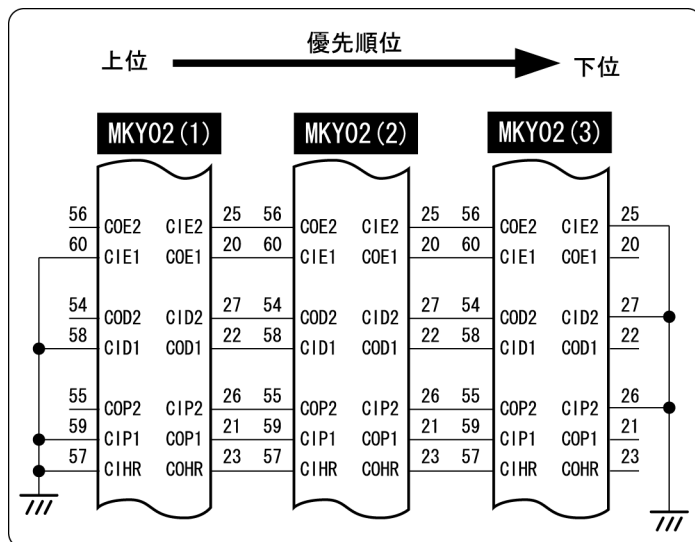 優先順位
上位 下位
MKY02(1) MKY02(2) MKY02(3)
56 COE2 CIE2 25 56 COE2 CIE2 25 56 COE2 CIE2 25
60 CIE1 COE1 20 60 CIE1 COE1 20 60 CIE1 COE1 20
54 COD2 CID2 27 54 COD2 CID2 27 54 COD2 CID2 27
58 CID1 COD1 22 58 CID1 COD1 22 58 CID1 COD1 22
55 COP2 CIP2 26 55 COP2 CIP2 26 55 COP2 CIP2 26
59 CIP1 COP1 21 59 CIP1 COP1 21 59 CIP1 COP1 21
57 CIHR COHR 23 57 CIHR COHR 23 57 CIHR COHR 23